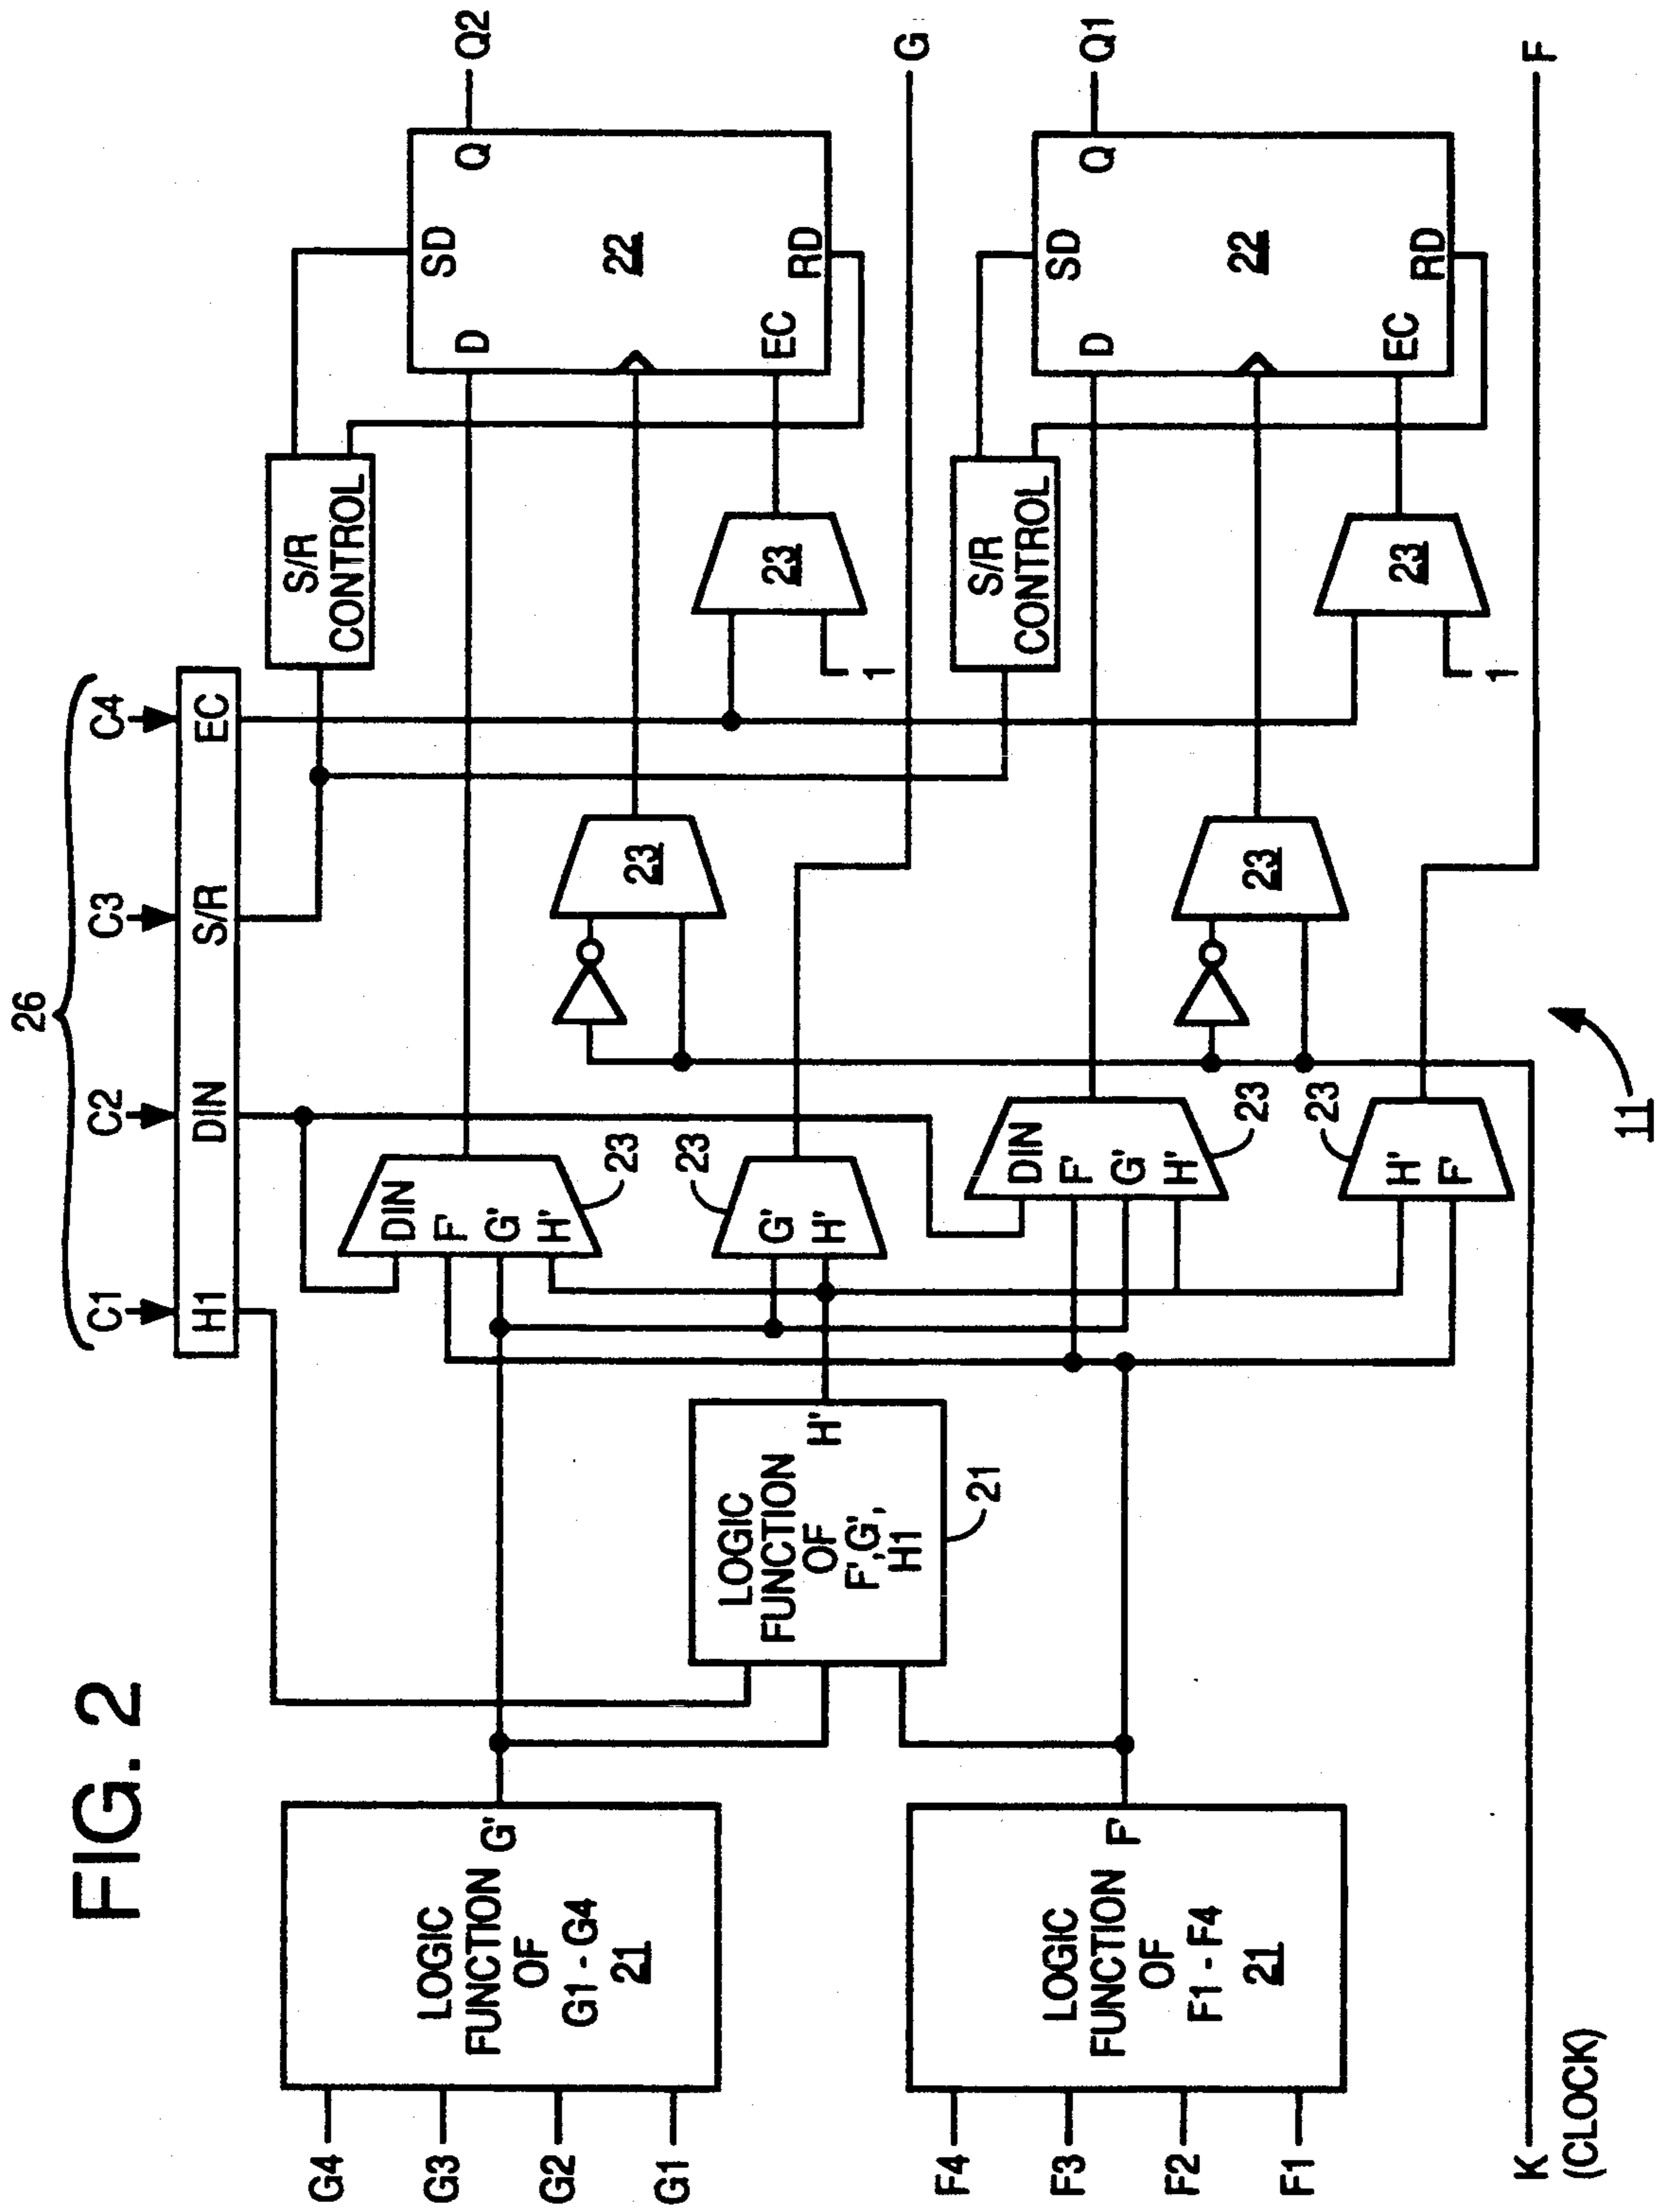 FIG. 2
26
C1
C2
C3
C4
H1
DIN
S/R
EC
G4
G3
G2
G1
LOGIC
FUNCTION
OF
G1 - G4
21
G'
F4
F3
F2
F1
LOGIC
FUNCTION
OF
F1 - F4
21
F'
LOGIC
FUNCTION
OF
F',G',
H1
H'
21
DIN
F'
G'
H'
23
G'
H'
23
DIN
F'
G'
H'
23
H'
F'
23
23
23
S/R
CONTROL
23
1
S/R
CONTROL
23
1
D
SD
Q
22
EC
RD
Q2
G
D
SD
Q
22
EC
RD
Q1
F
K
(CLOCK)
11